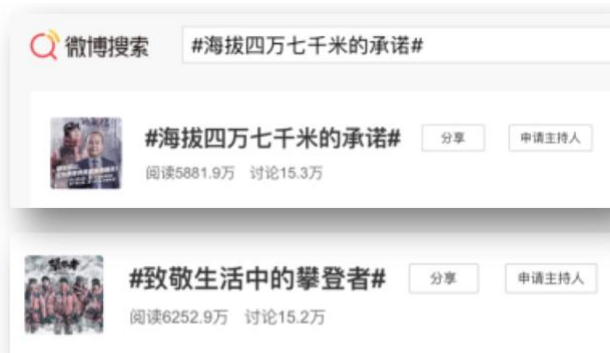 微博搜索 #海拔四万七千米的承诺#
#海拔四万七千米的承诺# 分享 申请主持人
阅读5881.9万 讨论15.3万
#致敬生活中的攀登者# 分享 申请主持人
阅读6252.9万 讨论15.2万